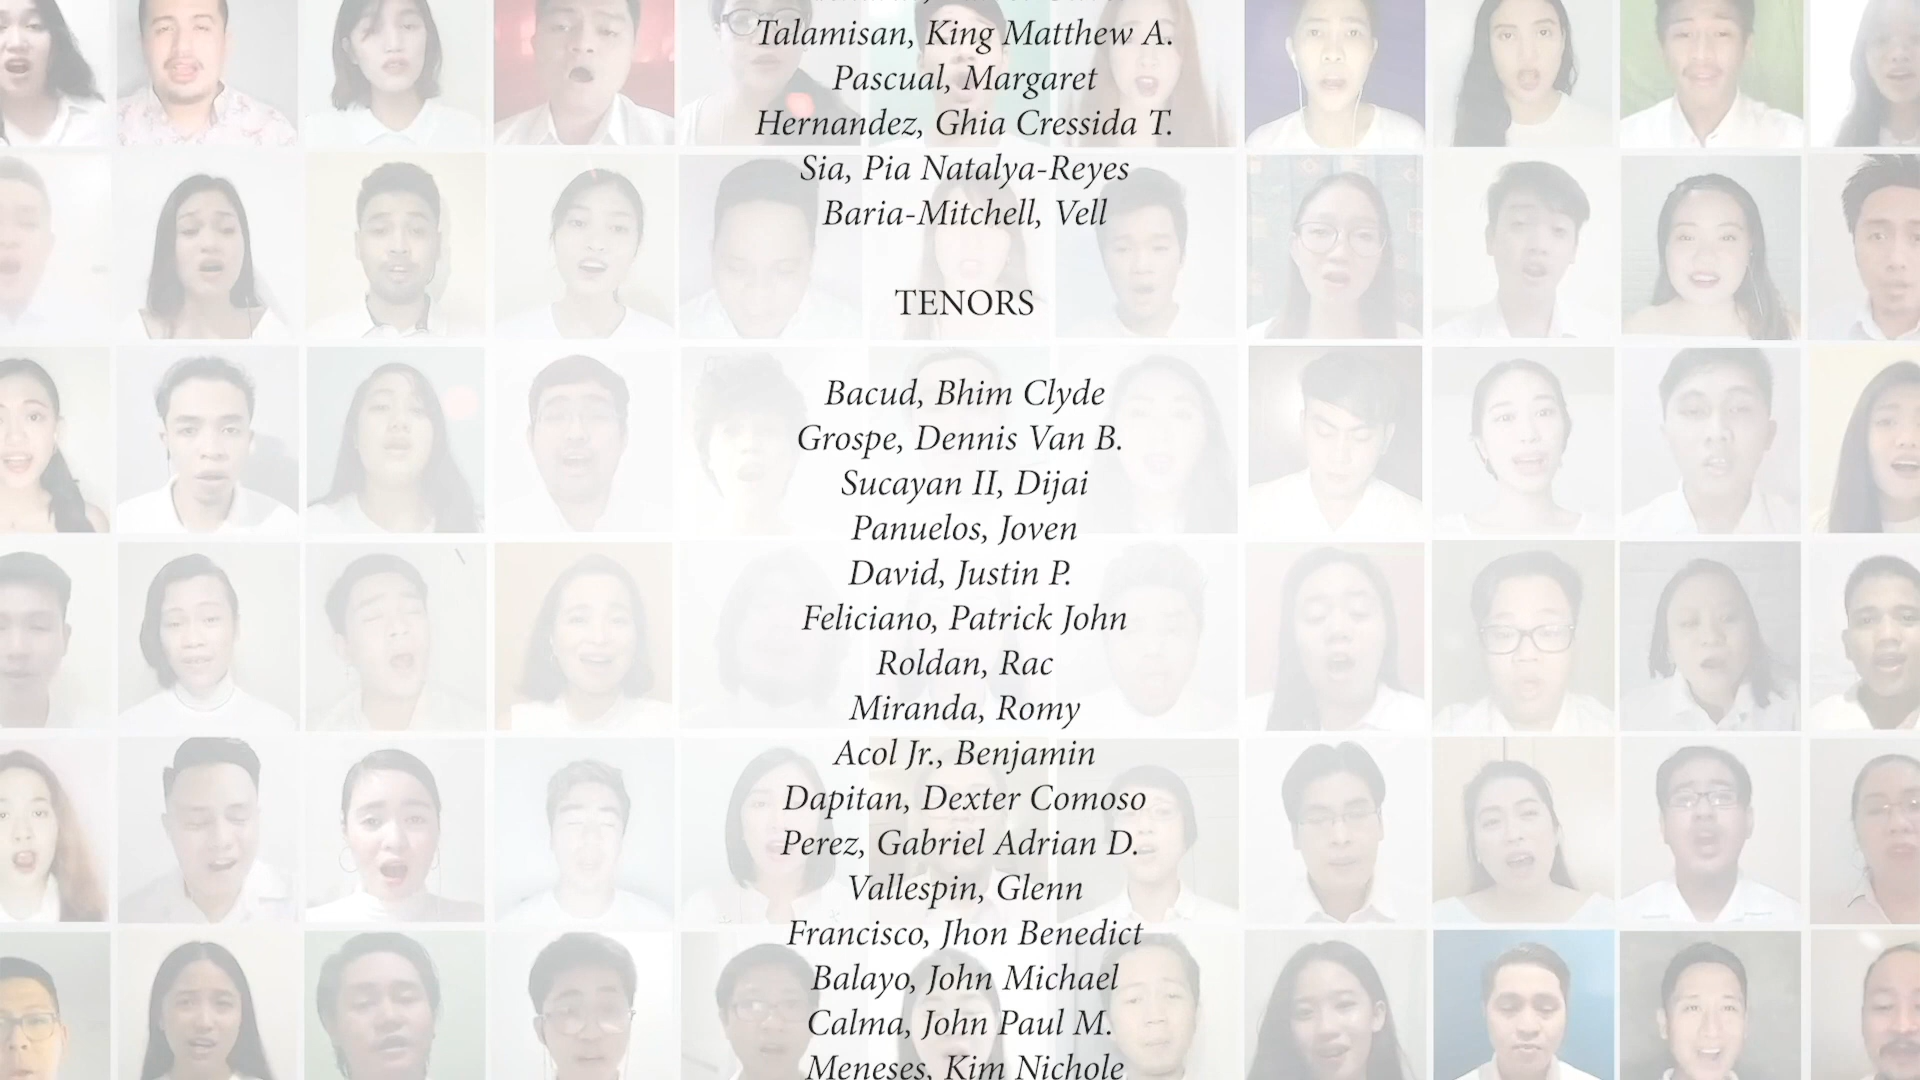 Talamisan, King Matthew A.
Pascual, Margaret
Hernandez, Ghia Cressida T.
Sia, Pia Natalya-Reyes
Baria-Mitchell, Vell
TENORS
Bacud, Bhim Clyde
Grospe, Dennis Van B.
Sucayan II, Dijai
Panuelos, Joven
David, Justin P.
Feliciano, Patrick John
Roldan, Rac
Miranda, Romy
Acol Jr., Benjamin
Dapitan, Dexter Comoso
Perez, Gabriel Adrian D.
Vallespin, Glenn
Francisco, Jhon Benedict
Balayo, John Michael
Calma, John Paul M.
Meneses, Kim Nichole